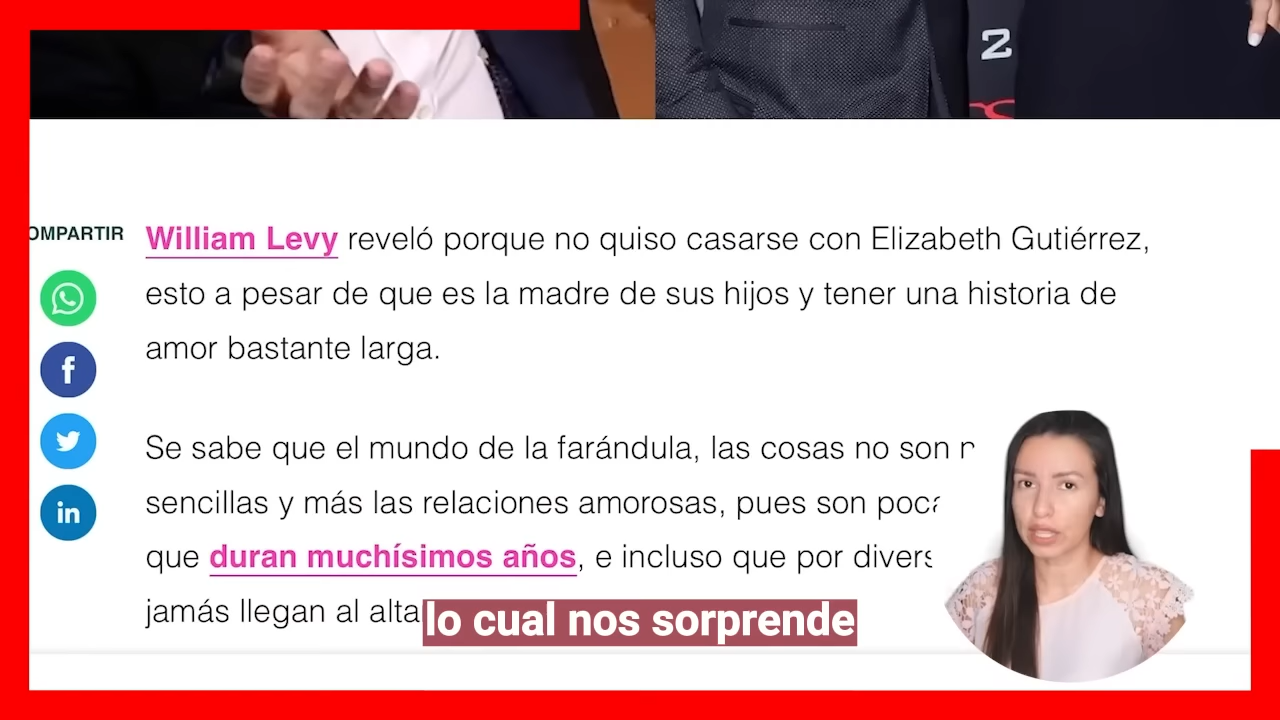 2
OMPARTIR
William Levy reveló porque no quiso casarse con Elizabeth Gutiérrez,
esto a pesar de que es la madre de sus hijos y tener una historia de
amor bastante larga.
Se sabe que el mundo de la farándula, las cosas no son
sencillas y más las relaciones amorosas, pues son
que duran muchísimos años, e incluso que por
jamás llegan al
lo cual nos sorprende